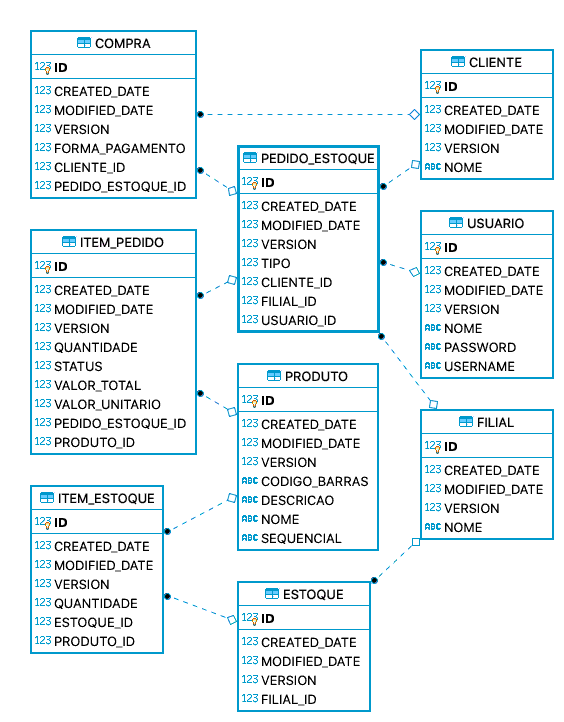 COMPRA
123 ID
123 CREATED_DATE
123 MODIFIED_DATE
123 VERSION
123 FORMA_PAGAMENTO
123 CLIENTE_ID
123 PEDIDO_ESTOQUE_ID
CLIENTE
123 ID
123 CREATED_DATE
123 MODIFIED_DATE
123 VERSION
ABC NOME
PEDIDO_ESTOQUE
123 ID
123 CREATED_DATE
123 MODIFIED_DATE
123 VERSION
123 TIPO
123 CLIENTE_ID
123 FILIAL_ID
123 USUARIO_ID
USUARIO
123 ID
123 CREATED_DATE
123 MODIFIED_DATE
123 VERSION
ABC NOME
ABC PASSWORD
ABC USERNAME
ITEM_PEDIDO
123 ID
123 CREATED_DATE
123 MODIFIED_DATE
123 VERSION
123 QUANTIDADE
123 STATUS
123 VALOR_TOTAL
123 VALOR_UNITARIO
123 PEDIDO_ESTOQUE_ID
123 PRODUTO_ID
PRODUTO
123 ID
123 CREATED_DATE
123 MODIFIED_DATE
123 VERSION
ABC CODIGO_BARRAS
ABC DESCRICAO
ABC NOME
ABC SEQUENCIAL
FILIAL
123 ID
123 CREATED_DATE
123 MODIFIED_DATE
123 VERSION
ABC NOME
ITEM_ESTOQUE
123 ID
123 CREATED_DATE
123 MODIFIED_DATE
123 VERSION
123 QUANTIDADE
123 ESTOQUE_ID
123 PRODUTO_ID
ESTOQUE
123 ID
123 CREATED_DATE
123 MODIFIED_DATE
123 VERSION
123 FILIAL_ID